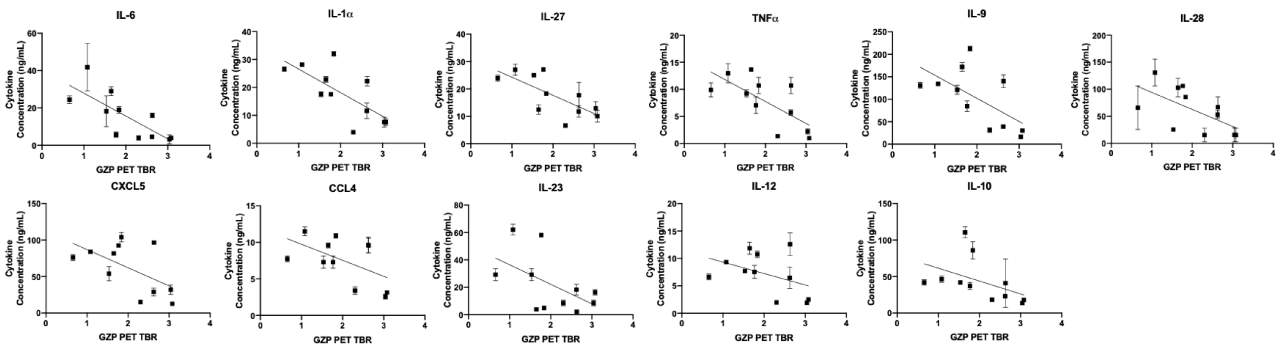 IL-6
Cytokine
Concentration (ng/mL)
60
40
20
0
0 1 2 3 4
GZP PET TBR
IL-1α
Cytokine
Concentration (ng/mL)
40
30
20
10
0
0 1 2 3 4
GZP PET TBR
IL-27
Cytokine
Concentration (ng/mL)
40
30
20
10
0
0 1 2 3 4
GZP PET TBR
TNFα
Cytokine
Concentration (ng/mL)
20
15
10
5
0
0 1 2 3 4
GZP PET TBR
IL-9
Cytokine
Concentration (ng/mL)
250
200
150
100
50
0
0 1 2 3 4
GZP PET TBR
IL-28
Cytokine
Concentration (ng/mL)
200
150
100
50
0
0 1 2 3 4
GZP PET TBR
CXCL5
Cytokine
Concentration (ng/mL)
150
100
50
0
0 1 2 3 4
GZP PET TBR
CCL4
Cytokine
Concentration (ng/mL)
15
10
5
0
0 1 2 3 4
GZP PET TBR
IL-23
Cytokine
Concentration (ng/mL)
80
60
40
20
0
0 1 2 3 4
GZP PET TBR
IL-12
Cytokine
Concentration (ng/mL)
20
15
10
5
0
0 1 2 3 4
GZP PET TBR
IL-10
Cytokine
Concentration (ng/mL)
150
100
50
0
0 1 2 3 4
GZP PET TBR